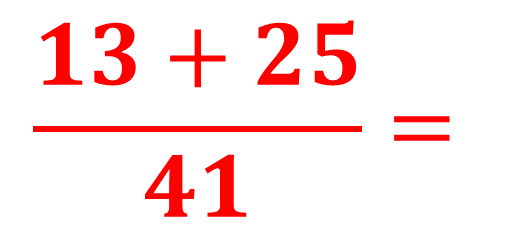 13 + 25
41 =